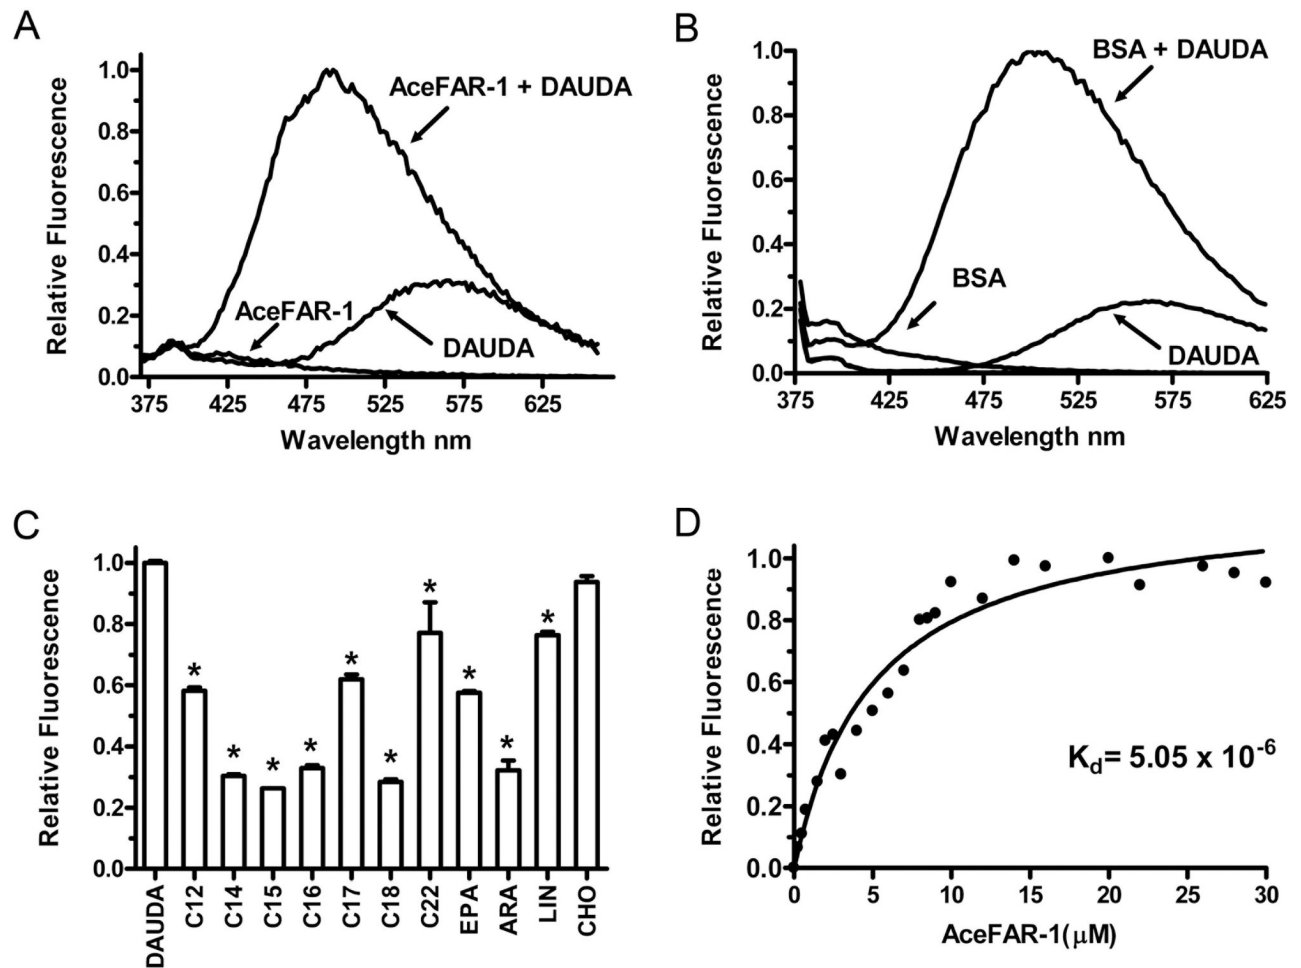 A
Relative Fluorescence
1.0
0.8
0.6
0.4
0.2
0.0
AceFAR-1 + DAUDA
AceFAR-1
DAUDA
375 425 475 525 575 625
Wavelength nm
B
Relative Fluorescence
1.0
0.8
0.6
0.4
0.2
0.0
BSA + DAUDA
BSA
DAUDA
375 425 475 525 575 625
Wavelength nm
C
Relative Fluorescence
1.0
0.8
0.6
0.4
0.2
0.0
* * * * * * * * * *
DAUDA C12 C14 C15 C16 C17 C18 C22 EPA ARA LIN CHO
D
Relative Fluorescence
1.0
0.8
0.6
0.4
0.2
0.0
Kd= 5.05 x 10-6
0 5 10 15 20 25 30
AceFAR-1(μM)